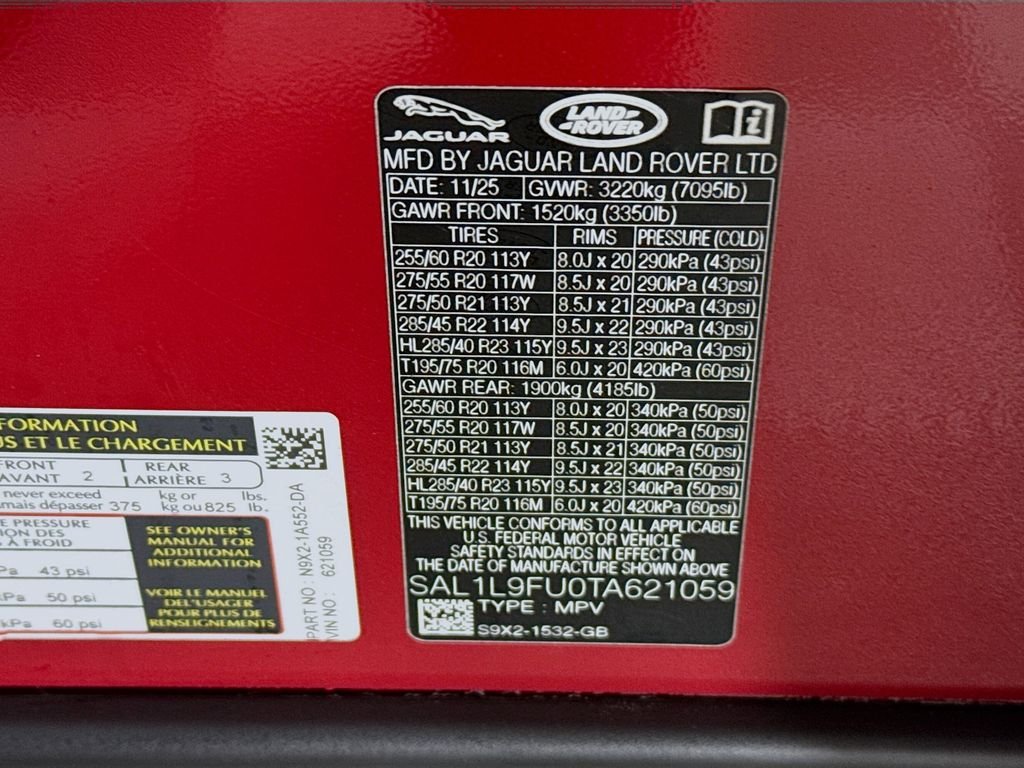 JAGUAR LAND ROVER
MFD BY JAGUAR LAND ROVER LTD
DATE: 11/25 GVWR: 3220kg (7095lb)
GAWR FRONT: 1520kg (3350lb)
TIRES RIMS PRESSURE (COLD)
255/60 R20 113Y 8.0J x 20 290kPa (43psi)
275/55 R20 117W 8.5J x 20 290kPa (43psi)
275/50 R21 113Y 8.5J x 21 290kPa (43psi)
285/45 R22 114Y 9.5J x 22 290kPa (43psi)
HL285/40 R23 115Y 9.5J x 23 290kPa (43psi)
T195/75 R20 116M 6.0J x 20 420kPa (60psi)
GAWR REAR: 1900kg (4185lb)
255/60 R20 113Y 8.0J x 20 340kPa (50psi)
275/55 R20 117W 8.5J x 20 340kPa (50psi)
275/50 R21 113Y 8.5J x 21 340kPa (50psi)
285/45 R22 114Y 9.5J x 22 340kPa (50psi)
HL285/40 R23 115Y 9.5J x 23 340kPa (50psi)
T195/75 R20 116M 6.0J x 20 420kPa (60psi)
THIS VEHICLE CONFORMS TO ALL APPLICABLE
U.S. FEDERAL MOTOR VEHICLE
SAFETY STANDARDS IN EFFECT ON
THE DATE OF MANUFACTURE SHOWN ABOVE
SAL1L9FU0TA621059
TYPE : MPV
S9X2-1532-GB
FORMATION
US ET LE CHARGEMENT
FRONT
AVANT 2
REAR
ARRIÈRE 3
never exceed kg or lbs.
amais dépasser 375 kg ou 825 lb.
E PRESSURE
ION DES
À FROID
Pa 43 psi
kPa 50 psi
kPa 60 psi
SEE OWNER'S
MANUAL FOR
ADDITIONAL
INFORMATION
VOIR LE MANUEL
DEL'USAGER
POUR PLUS DE
RENSEIGNEMENTS
PART NO : N9X2-1A552-DA
VIN NO : 621059